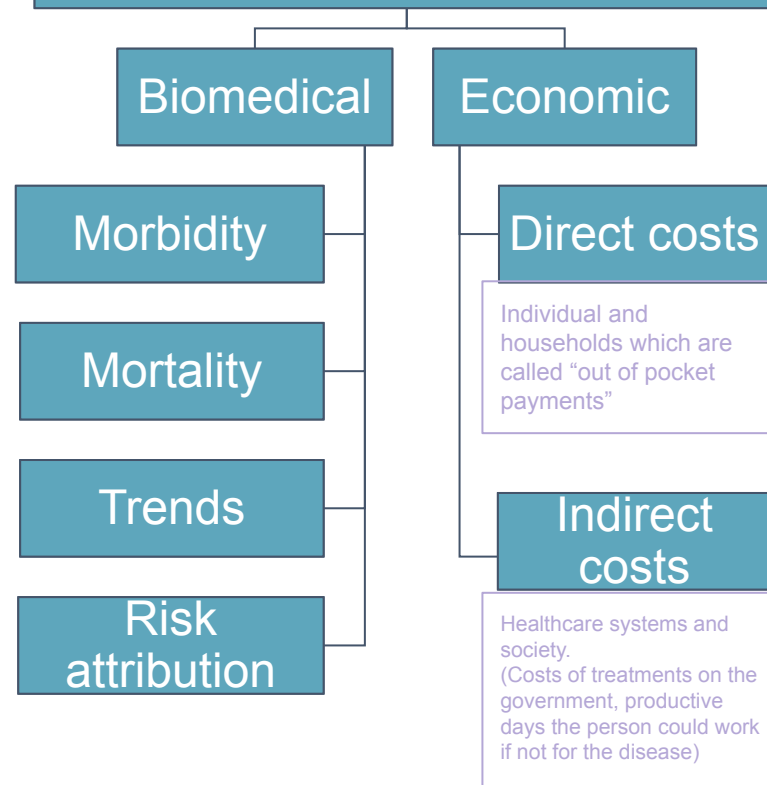 Biomedical
Economic
Morbidity
Mortality
Trends
Risk
attribution
Direct costs
Individual and
households which are
called “out of pocket
payments”
Indirect
costs
Healthcare systems and
society.
(Costs of treatments on the
government, productive
days the person could work
if not for the disease)